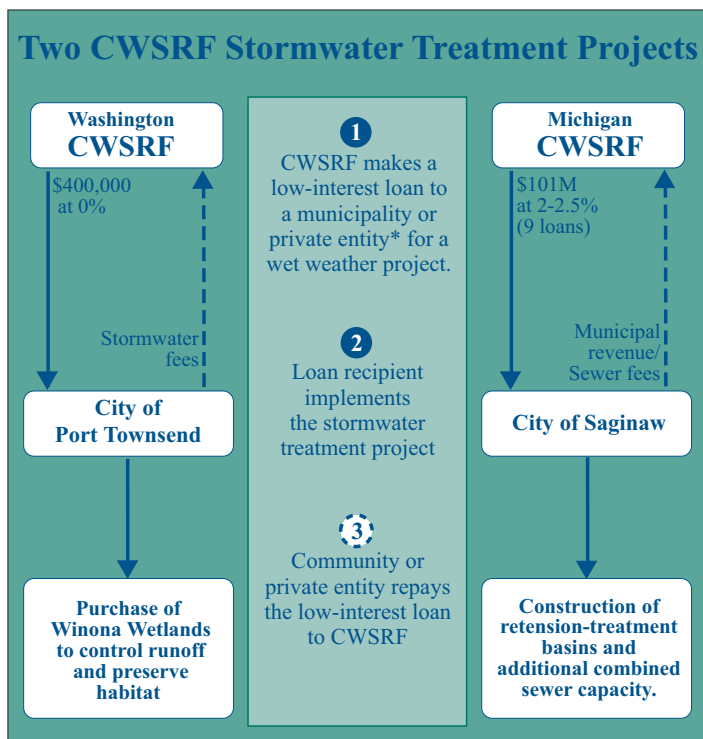 Two CWSRF Stormwater Treatment Projects
Washington
CWSRF
$400,000
at 0%
Stormwater
fees
City of
Port Townsend
Purchase of
Winona Wetlands
to control runoff
and preserve
habitat
1
CWSRF makes a
low-interest loan to
a municipality or
private entity* for a
wet weather project.
2
Loan recipient
implements
the stormwater
treatment project
3
Community or
private entity repays
the low-interest loan
to CWSRF
Michigan
CWSRF
$101M
at 2-2.5%
(9 loans)
Municipal
revenue/
Sewer fees
City of Saginaw
Construction of
retension-treatment
basins and
additional combined
sewer capacity.